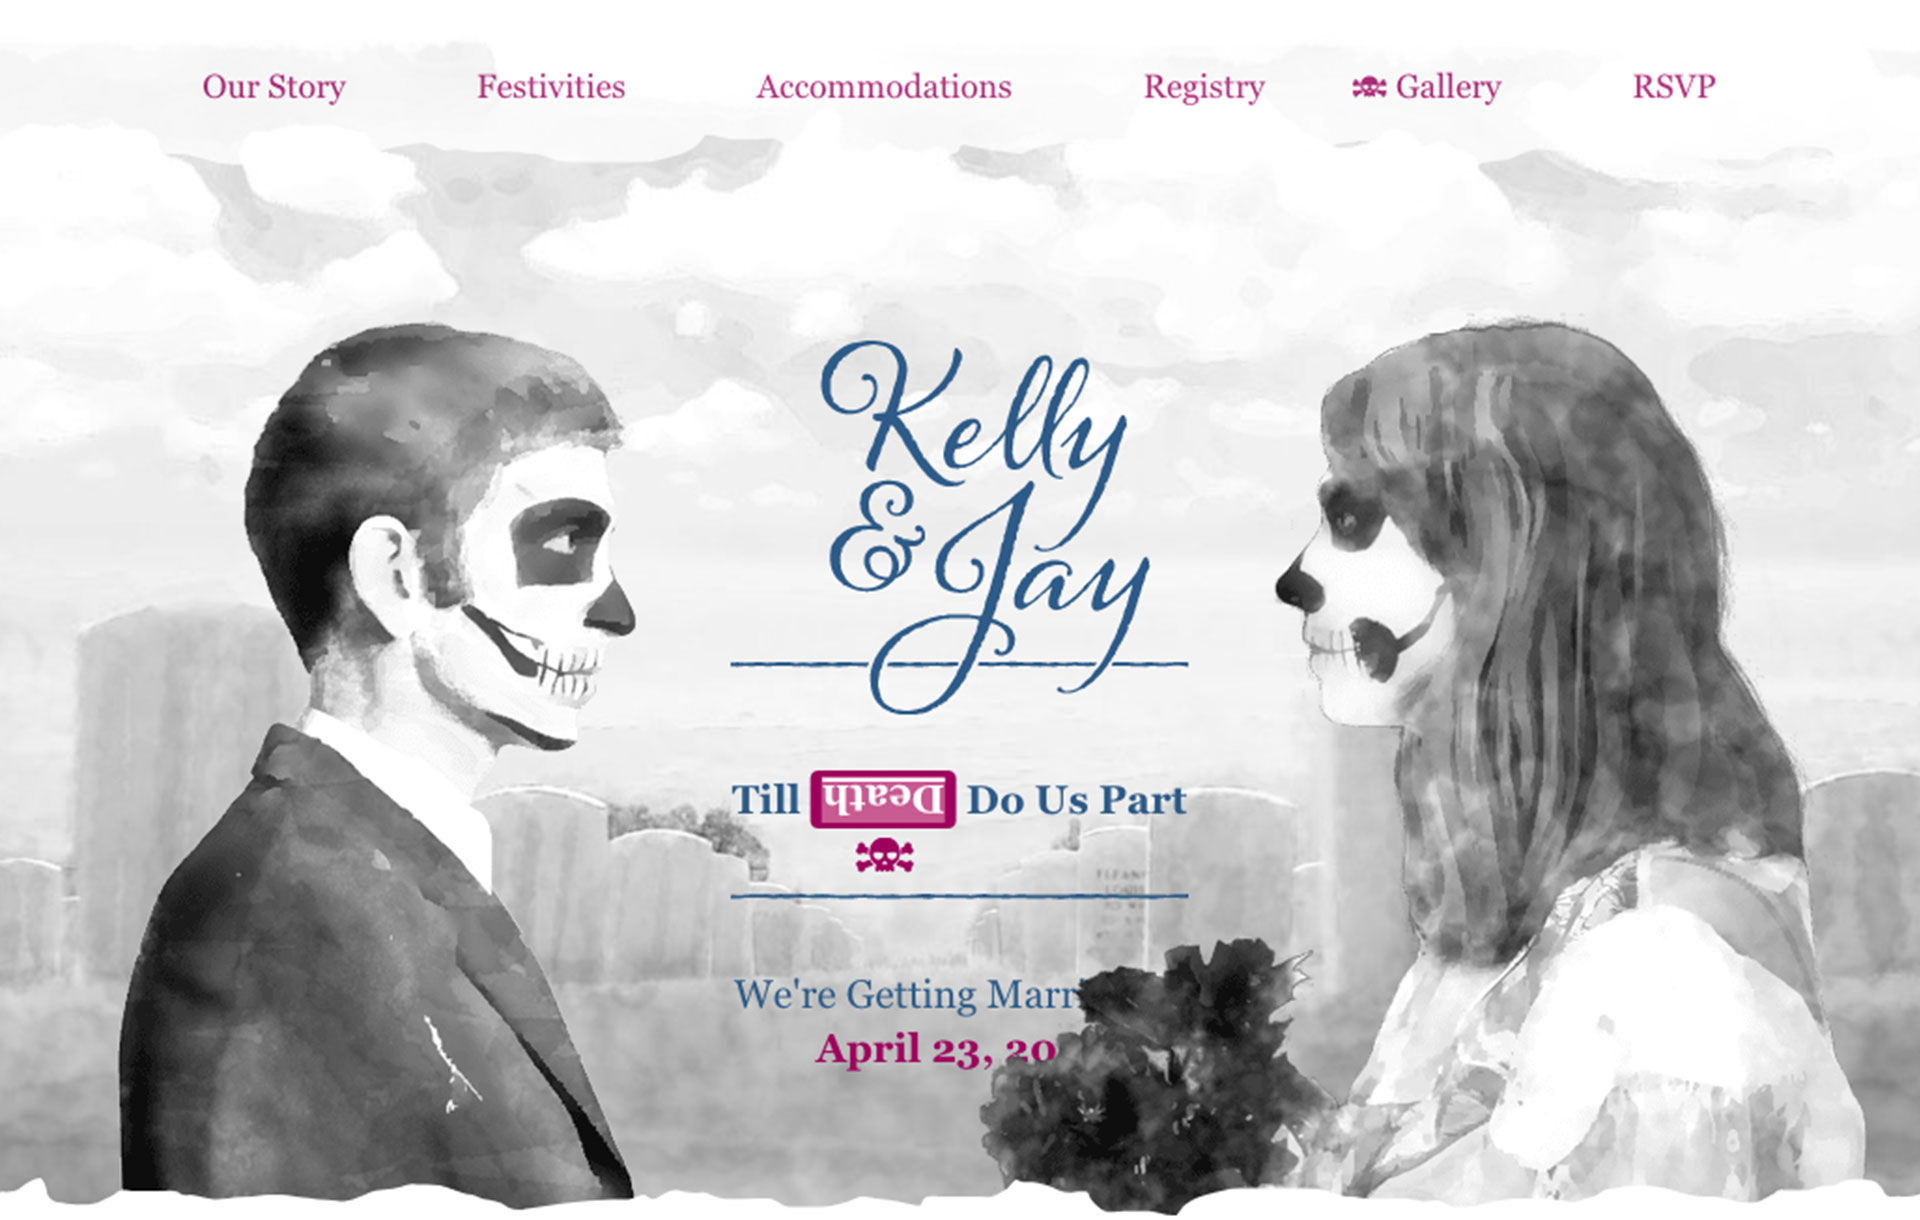 Our Story Festivities Accommodations Registry Gallery RSVP
Kelly
& Jay
Till Death Do Us Part
We're Getting Marri
April 23, 20